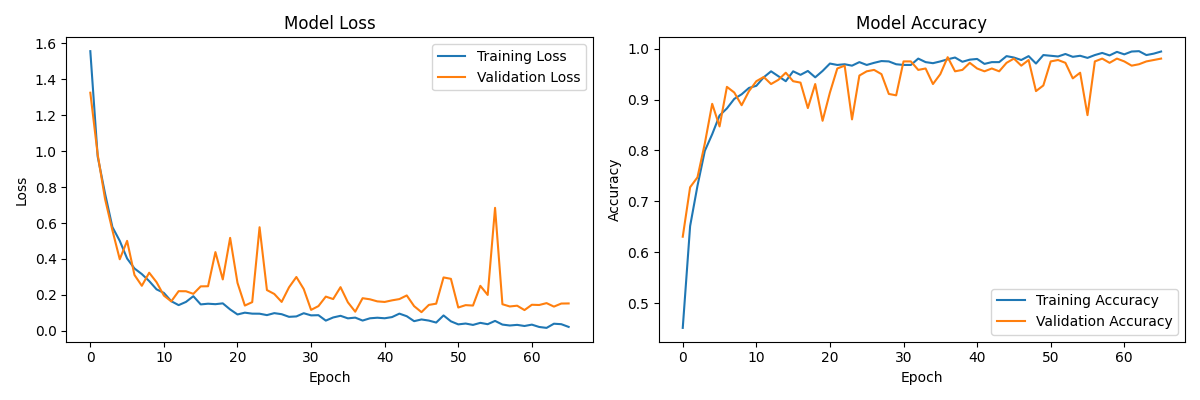 Model Loss
Training Loss
Validation Loss
1.6
1.4
1.2
1.0
0.8
0.6
0.4
0.2
0.0
Loss
0 10 20 30 40 50 60
Epoch
Model Accuracy
1.0
0.9
0.8
0.7
0.6
0.5
Accuracy
Training Accuracy
Validation Accuracy
0 10 20 30 40 50 60
Epoch